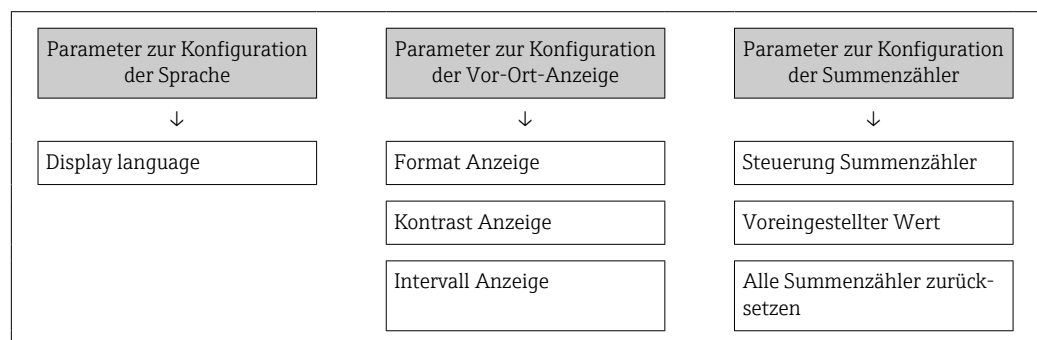 Parameter zur Konfiguration
der Sprache
↓
Display language
Parameter zur Konfiguration
der Vor-Ort-Anzeige
↓
Format Anzeige
Kontrast Anzeige
Intervall Anzeige
Parameter zur Konfiguration
der Summenzähler
↓
Steuerung Summenzähler
Voreingestellter Wert
Alle Summenzähler zurück-
setzen